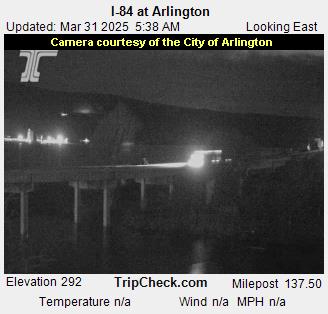 I-84 at Arlington
Updated: Mar 31 2025 5:38 AM Looking East
Camera courtesy of the City of Arlington
Elevation 292 TripCheck.com Milepost 137.50
Temperature n/a Wind n/a MPH n/a